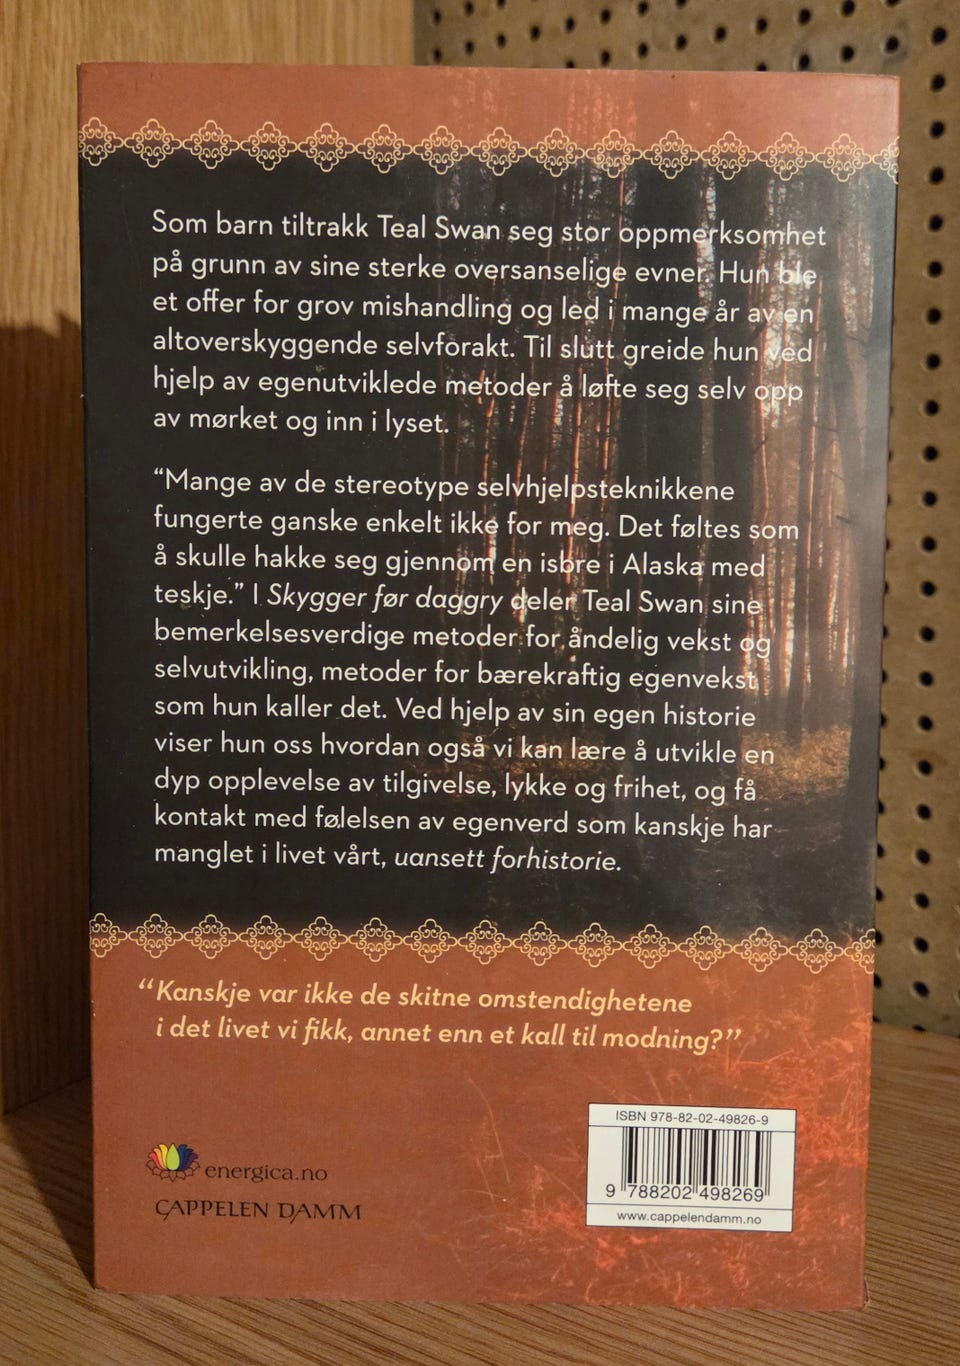 Som barn tiltrakk Teal Swan seg stor oppmerksomhet
på grunn av sine sterke oversanselige evner. Hun ble
et offer for grov mishandling og led i mange år av en
altoverskyggende selvforakt. Til slutt greide hun ved
hjelp av egenutviklede metoder å løfte seg selv opp
av mørket og inn i lyset.
“Mange av de stereotype selvhjelpsteknikkene
fungerte ganske enkelt ikke for meg. Det føltes som
å skulle hakke seg gjennom en isbre i Alaska med
teskje.” I Skygger før daggry deler Teal Swan sine
bemerkelsesverdige metoder for åndelig vekst og
selvutvikling, metoder for bærekraftig egenvekst
som hun kaller det. Ved hjelp av sin egen historie
viser hun oss hvordan også vi kan lære å utvikle en
dyp opplevelse av tilgivelse, lykke og frihet, og få
kontakt med følelsen av egenverd som kanskje har
manglet i livet vårt, uansett forhistorie.
“Kanskje var ikke de skitne omstendighetene
i det livet vi fikk, annet enn et kall til modning?”
ISBN 978-82-02-49826-9
9 788202 498269
www.cappelendamm.no
energica.no
CAPPELEN DAMM